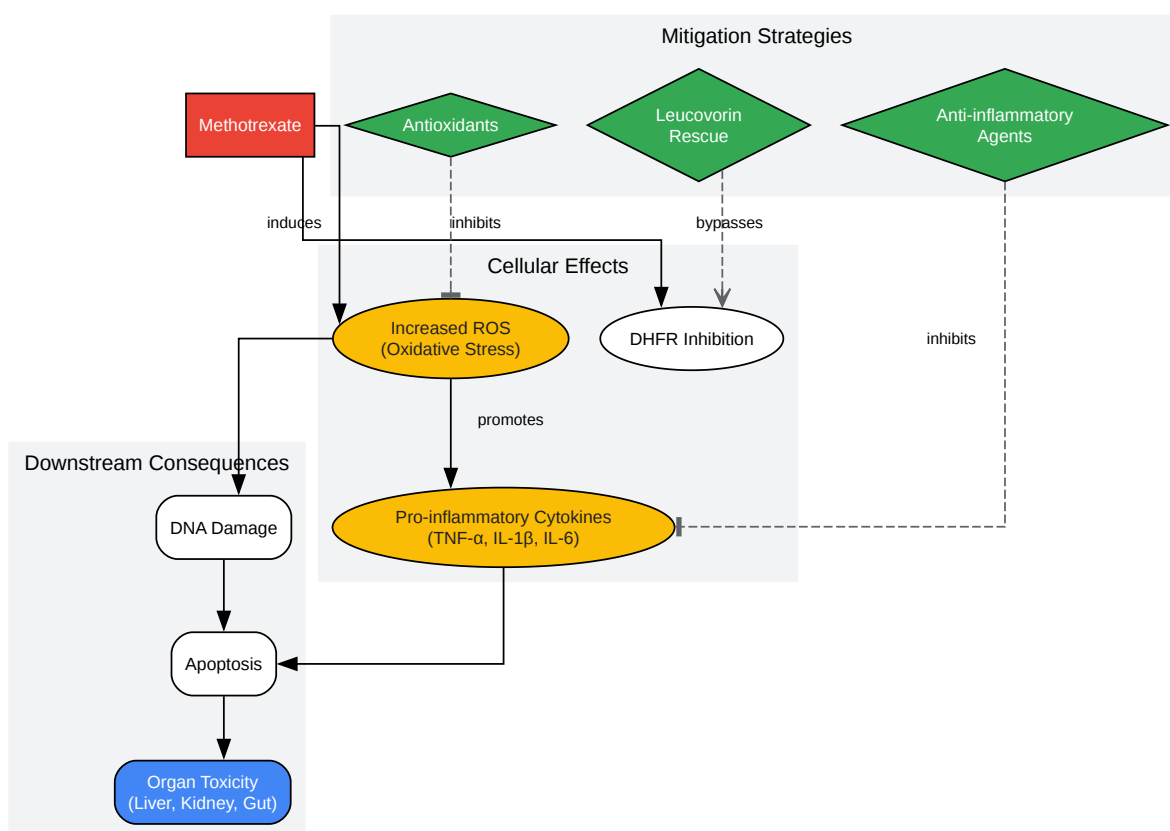 Mitigation Strategies
Methotrexate
Antioxidants
Leucovorin
Rescue
Anti-inflammatory
Agents
induces
inhibits
bypasses
Cellular Effects
Increased ROS
(Oxidative Stress)
DHFR Inhibition
inhibits
promotes
Downstream Consequences
Pro-inflammatory Cytokines
(TNF-α, IL-1β, IL-6)
DNA Damage
Apoptosis
Organ Toxicity
(Liver, Kidney, Gut)